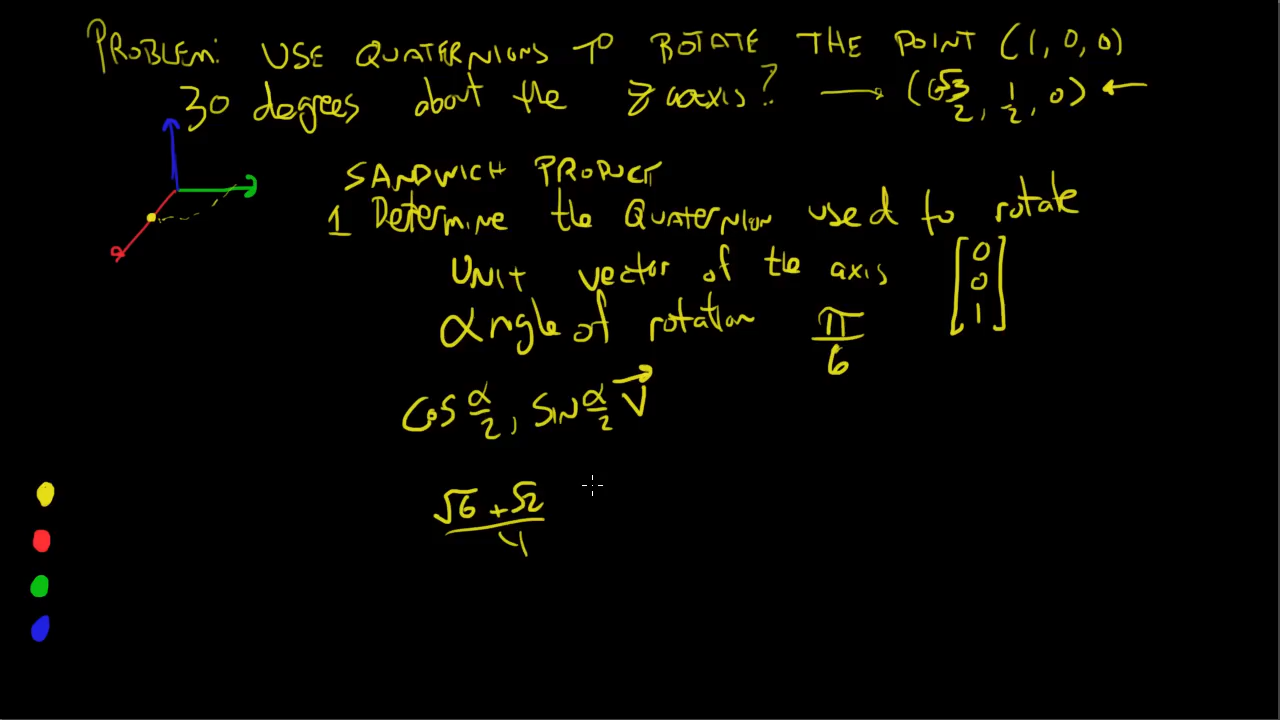 PROBLEM: USE QUATERNIONS TO ROTATE THE POINT (1, 0, 0)
30 degrees about the z axis? → (√3/2, 1/2, 0) ←
SANDWICH PRODUCT
1 Determine the Quaternion used to rotate
Unit vector of the axis [0 0 1]
αngle of rotation π/6
Cos α/2, Sin α/2 V⃗
√6 + √2
4